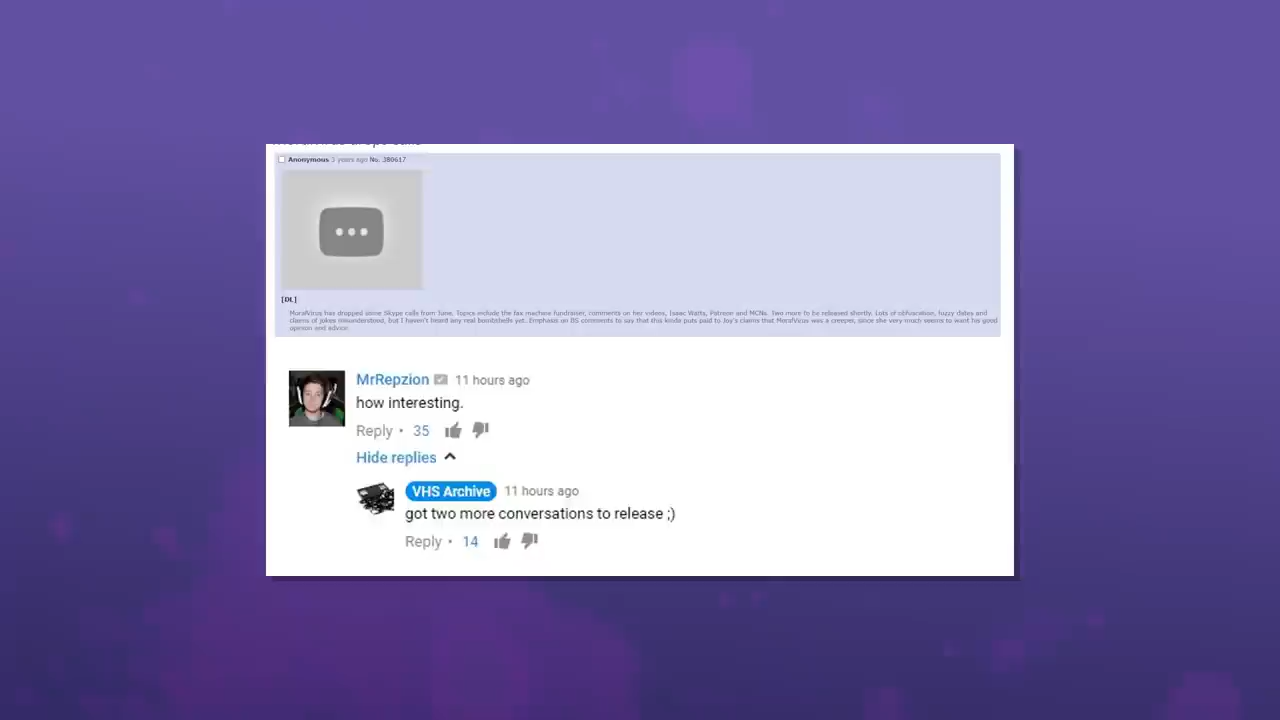 Anonymous 3 years ago No. 380617
[DL]
MoralVirus has dropped some Skype calls from June. Topics include the fax machine fundraiser, comments on her videos, Isaac Watts, Patreon and MCNs. Two more to be released shortly. Lots of obfuscation, fuzzy dates and
claims of jokes misunderstood, but I haven't heard any real bombshells yet. Emphasis on comments to say that this kinda puts paid to Joy's claims that MoralVirus was a creeper, since she very much seems to want his good
opinion and advice.
MrRepzion 11 hours ago
how interesting.
Reply • 35
Hide replies
VHS Archive 11 hours ago
got two more conversations to release ;)
Reply • 14